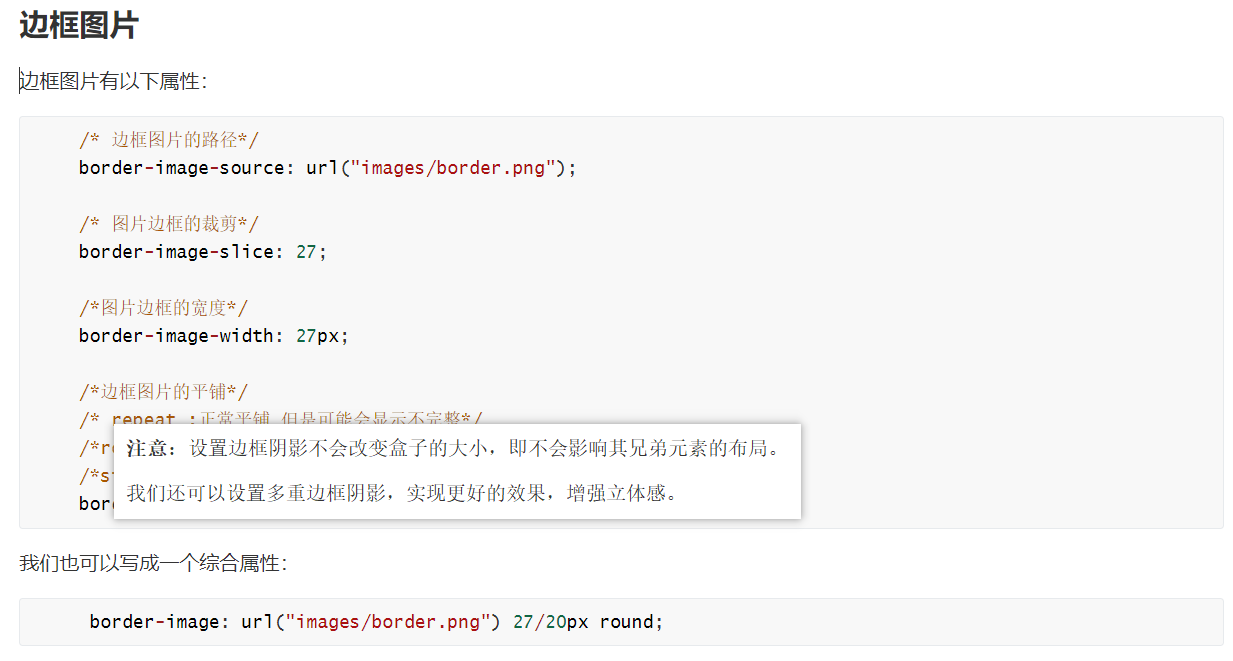 边框图片
边框图片有以下属性：
/* 边框图片的路径*/
border-image-source: url("images/border.png");
/* 图片边框的裁剪*/
border-image-slice: 27;
/*图片边框的宽度*/
border-image-width: 27px;
/*边框图片的平铺*/
/* repeat :正常平铺 但是可能会显示不完整*/
/*r
/*s
bor
注意：设置边框阴影不会改变盒子的大小，即不会影响其兄弟元素的布局。
我们还可以设置多重边框阴影，实现更好的效果，增强立体感。
我们也可以写成一个综合属性：
border-image: url("images/border.png") 27/20px round;